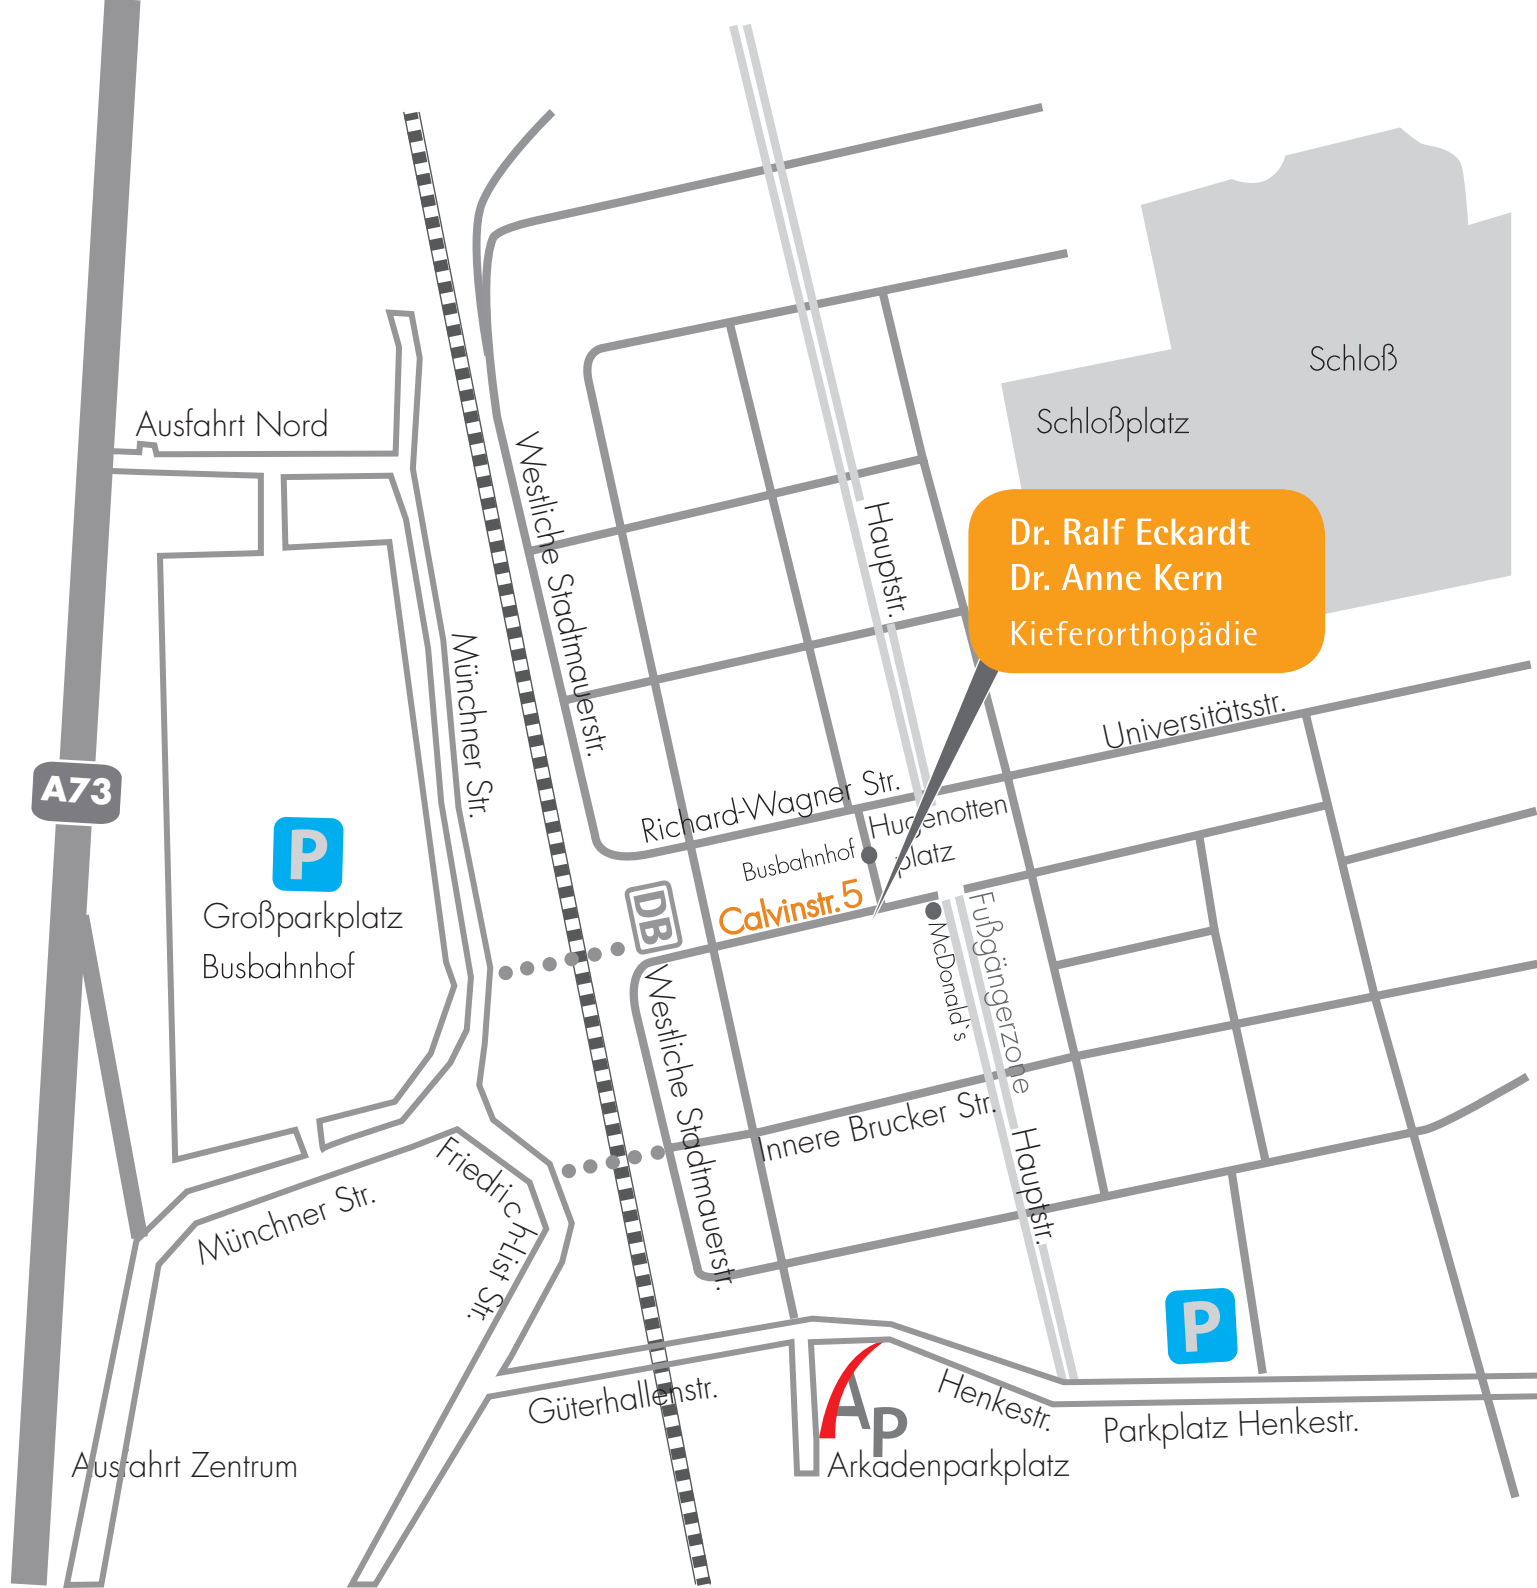 Schloß
Schloßplatz
Ausfahrt Nord
Westliche Stadtmauerstr.
Hauptstr.
Dr. Ralf Eckardt
Dr. Anne Kern
Kieferorthopädie
Münchner Str.
Universitätsstr.
A73
Richard-Wagner Str.
Hugenotten
platz
P
Busbahnhof
Calvinstr. 5
Großparkplatz
Busbahnhof
DB
McDonald`s
Fußgängerzone
Westliche Stadtmauerstr.
Innere Brucker Str.
Hauptstr.
Friedrich-List Str.
Münchner Str.
P
Güterhallenstr.
Henkestr.
Parkplatz Henkestr.
AP
Arkadenparkplatz
Ausfahrt Zentrum